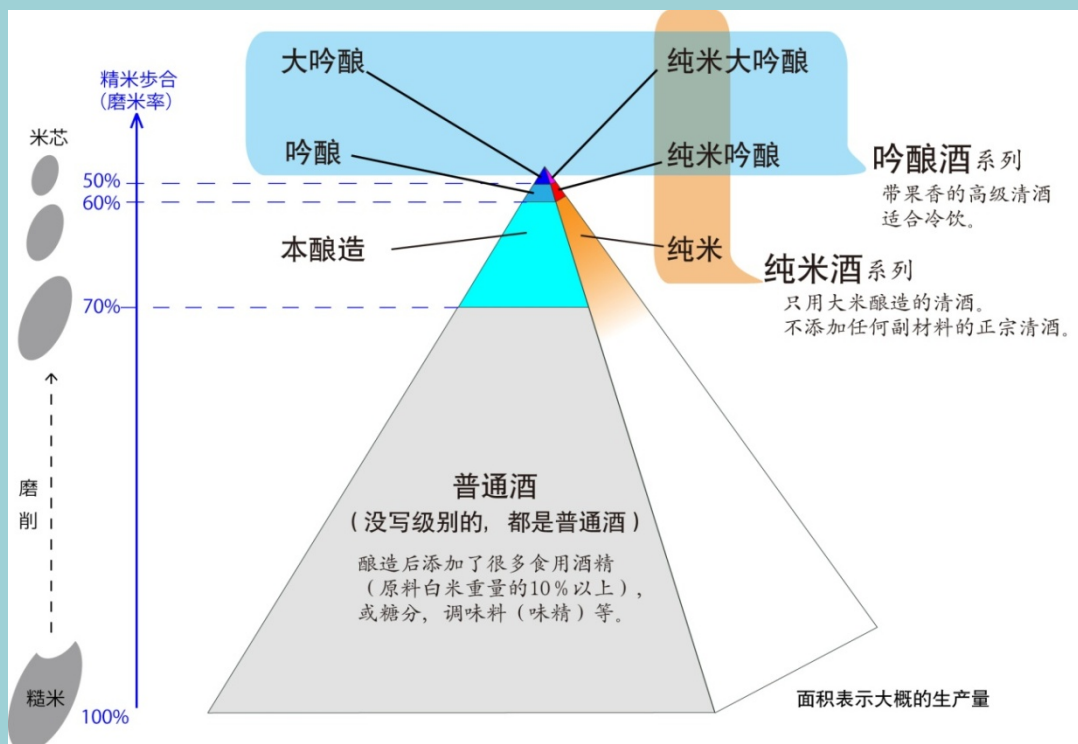 大吟酿
纯米大吟酿
精米歩合
(磨米率)
米芯
吟酿
纯米吟酿
吟酿酒系列
50%
60%
带果香的高级清酒
适合冷饮。
本酿造
纯米
纯米酒系列
70%
只用大米酿造的清酒。
不添加任何副材料的正宗清酒。
磨
削
普通酒
(没写级别的，都是普通酒)
酿造后添加了很多食用酒精
(原料白米重量的10%以上)，
或糖分，调味料(味精)等。
糙米
100%
面积表示大概的生产量